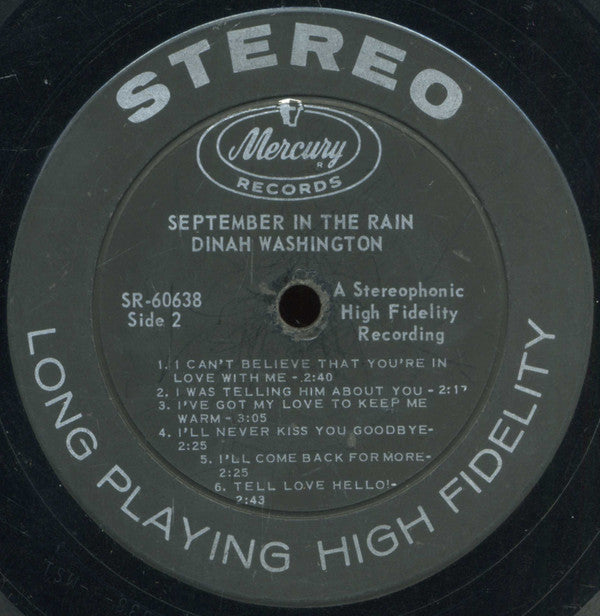 STEREO
Mercury
R
RECORDS
SEPTEMBER IN THE RAIN
DINAH WASHINGTON
SR-60638
Side 2
A Stereophonic
High Fidelity
Recording
1. I CAN'T BELIEVE THAT YOU'RE IN
LOVE WITH ME - 2:40
2. I WAS TELLING HIM ABOUT YOU - 2:17
3. I'VE GOT MY LOVE TO KEEP ME
WARM - 3:05
4. I'LL NEVER KISS YOU GOODBYE-
2:25
5. I'LL COME BACK FOR MORE-
2:25
6. TELL LOVE HELLO!-
2:43
LONG PLAYING HIGH FIDELITY